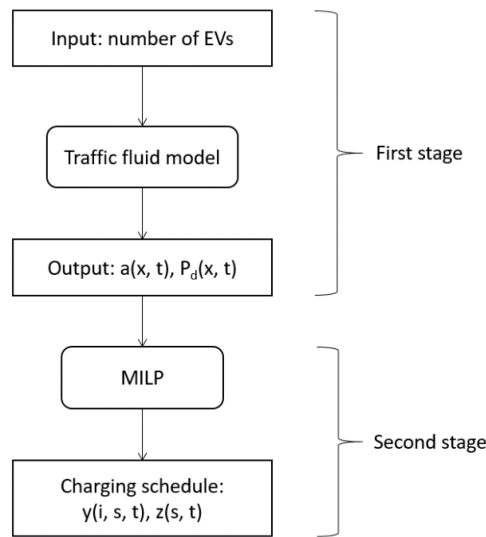 Input: number of EVs
Traffic fluid model
First stage
Output: a(x, t), P_d(x, t)
MILP
Second stage
Charging schedule:
y(i, s, t), z(s, t)